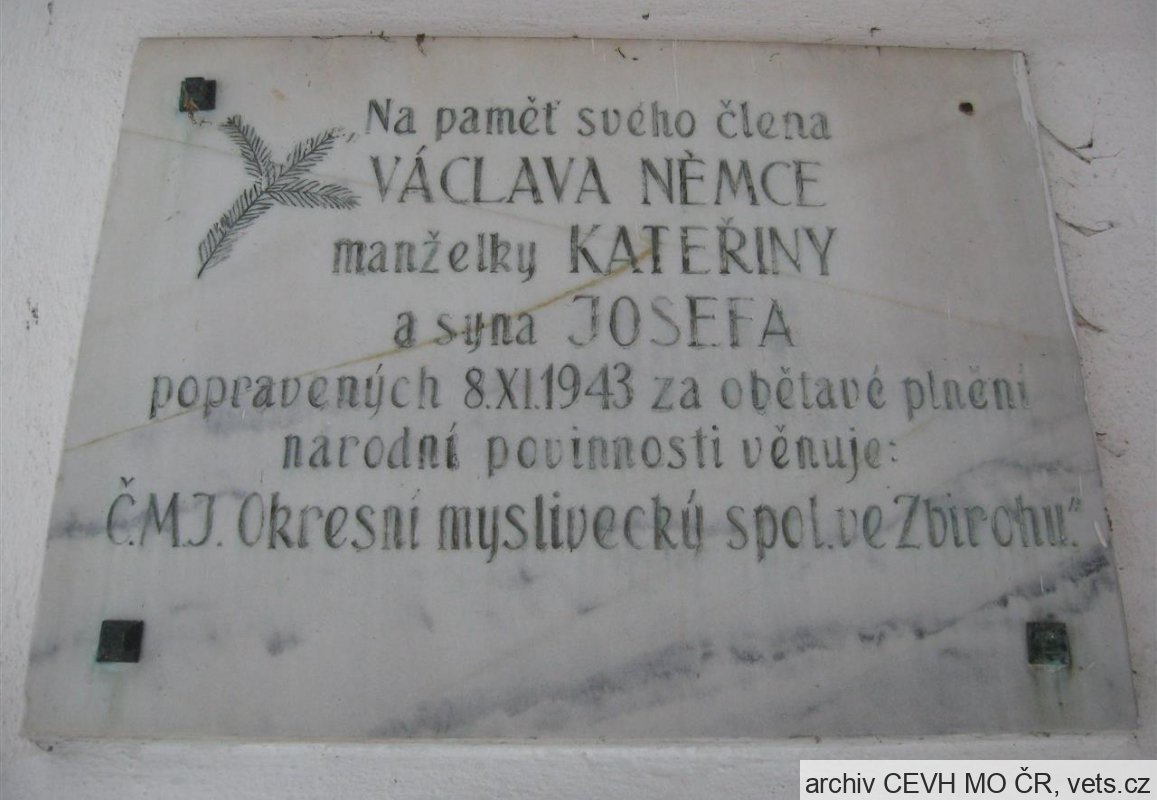 Na paměť svého člena
VÁCLAVA NĚMCE
manželky KATEŘINY
a syna JOSEFA
popravených 8.XI.1943 za obětavé plnění
národní povinnosti věnuje:
Č.M.J. Okresní myslivecký spol. ve Zbirohu."
archiv CEVH MO ČR, vets.cz